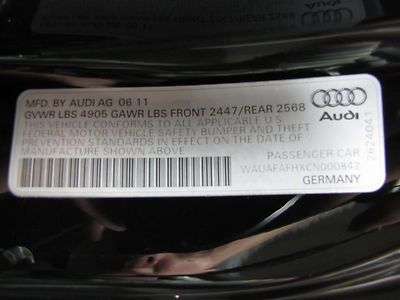 MFD. BY AUDI AG 06 11
GVWR LBS 4905 GAWR LBS FRONT 2447/REAR 2568
THIS VEHICLE CONFORMS TO ALL APPLICABLE U S
FEDERAL MOTOR VEHICLE SAFETY BUMPER AND THEFT
PREVENTION STANDARDS IN EFFECT ON THE DATE OF
MANUFACTURE SHOWN ABOVE
Audi
PASSENGER CAR
WAUAFAFHXCN000842
GERMANY
2624041